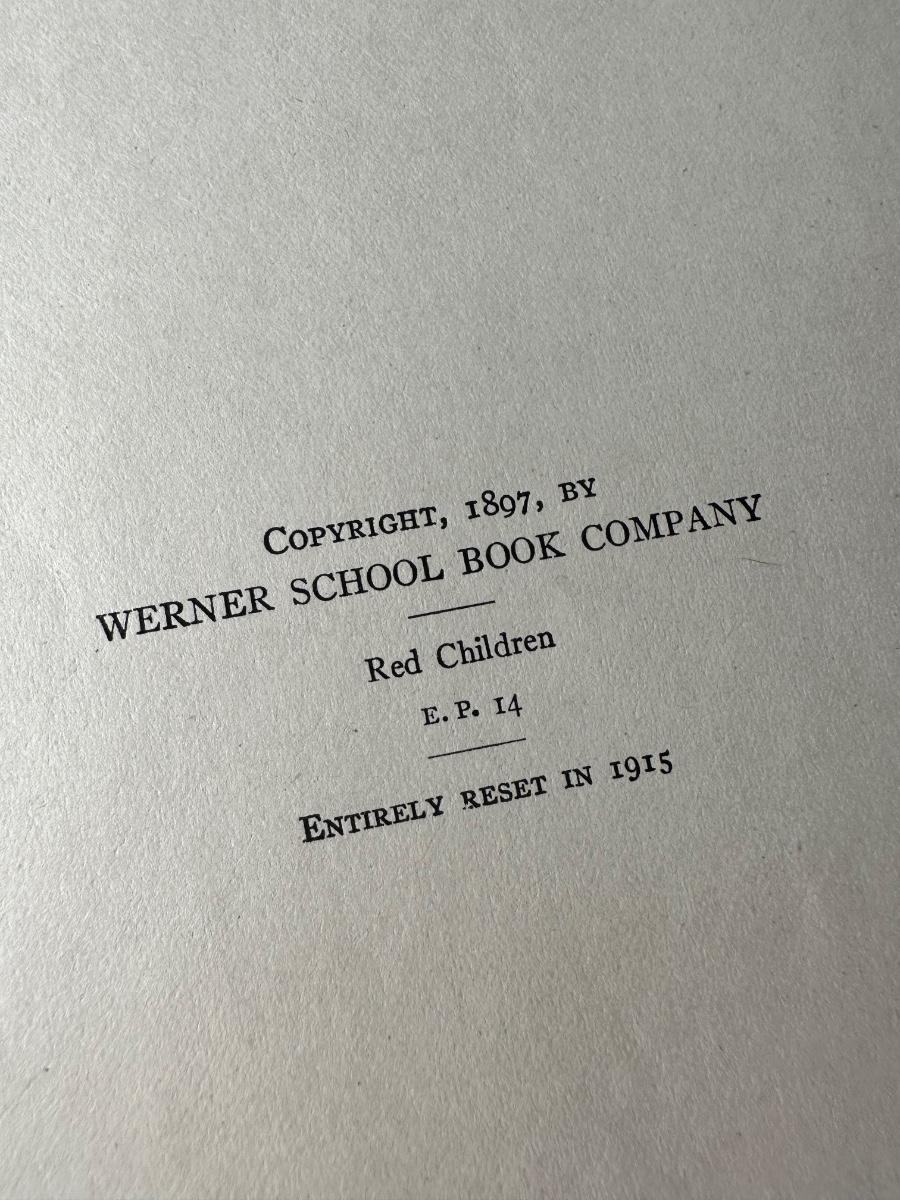 Copyright, 1897, by
WERNER SCHOOL BOOK COMPANY
Red Children
E. P. 14
Entirely reset in 1915